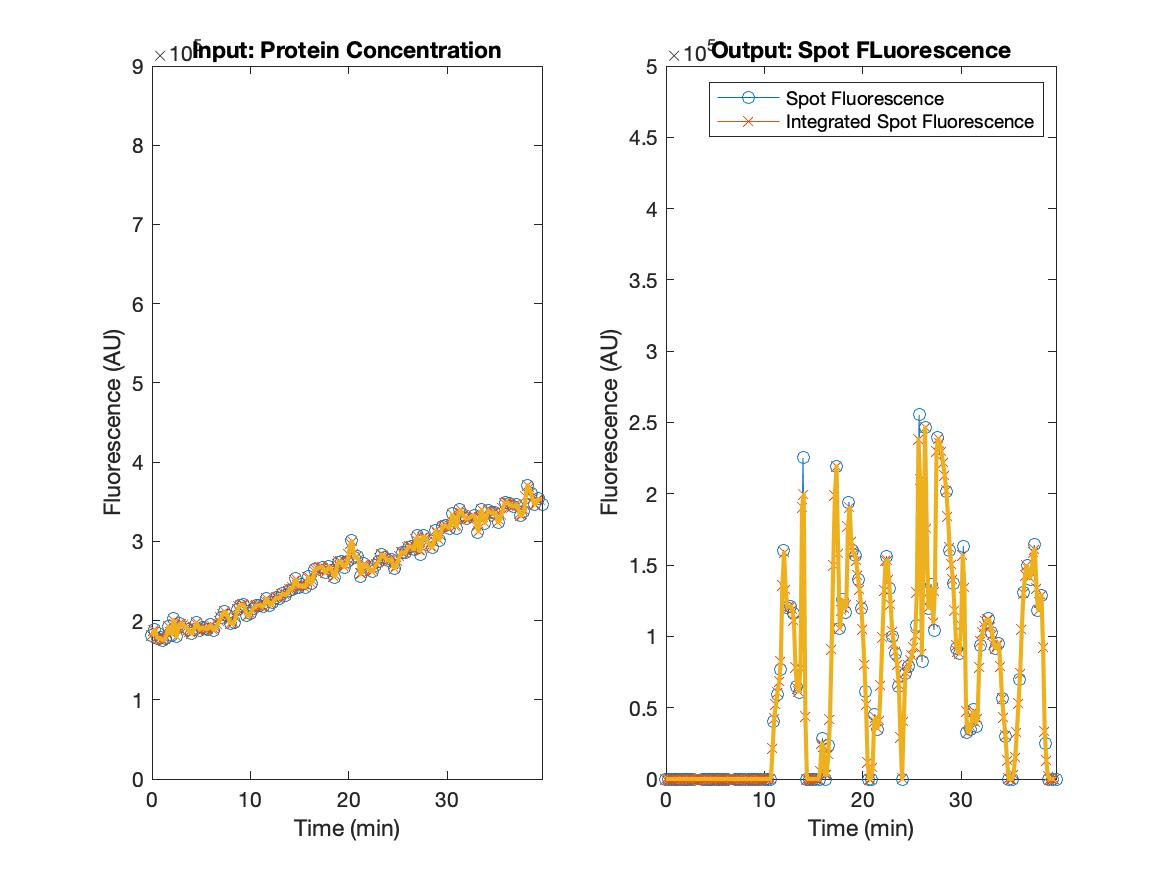 ×10⁵
Input: Protein Concentration
9
8
7
6
5
4
3
2
1
0
Fluorescence (AU)
0 10 20 30
Time (min)
×10⁵
Output: Spot FLuorescence
Spot Fluorescence
Integrated Spot Fluorescence
5
4.5
4
3.5
3
2.5
2
1.5
1
0.5
0
Fluorescence (AU)
0 10 20 30
Time (min)